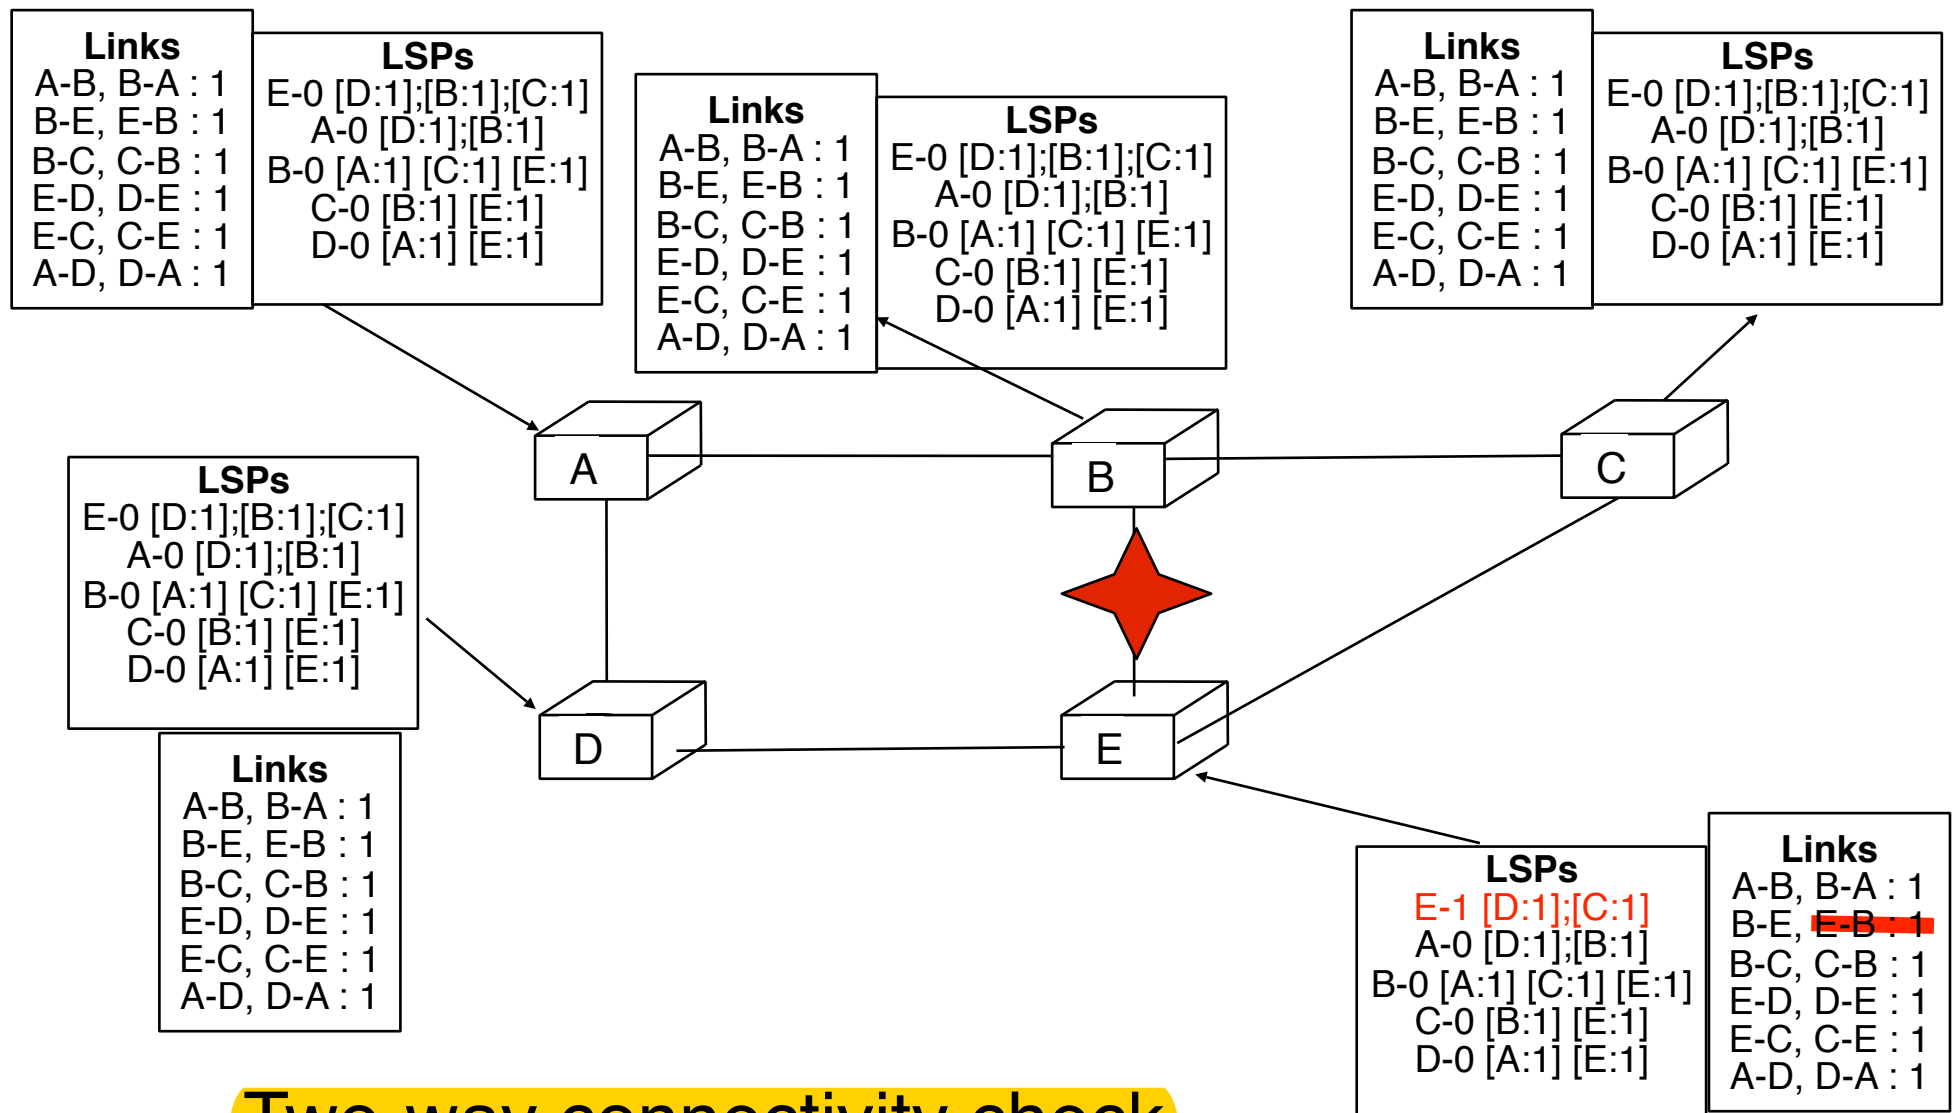 Links
A-B, B-A : 1
B-E, E-B : 1
B-C, C-B : 1
E-D, D-E : 1
E-C, C-E : 1
A-D, D-A : 1
LSPs
E-0 [D:1];[B:1];[C:1]
A-0 [D:1];[B:1]
B-0 [A:1] [C:1] [E:1]
C-0 [B:1] [E:1]
D-0 [A:1] [E:1]
Links
A-B, B-A : 1
B-E, E-B : 1
B-C, C-B : 1
E-D, D-E : 1
E-C, C-E : 1
A-D, D-A : 1
LSPs
E-0 [D:1];[B:1];[C:1]
A-0 [D:1];[B:1]
B-0 [A:1] [C:1] [E:1]
C-0 [B:1] [E:1]
D-0 [A:1] [E:1]
Links
A-B, B-A : 1
B-E, E-B : 1
B-C, C-B : 1
E-D, D-E : 1
E-C, C-E : 1
A-D, D-A : 1
LSPs
E-0 [D:1];[B:1];[C:1]
A-0 [D:1];[B:1]
B-0 [A:1] [C:1] [E:1]
C-0 [B:1] [E:1]
D-0 [A:1] [E:1]
A
B
C
LSPs
E-0 [D:1];[B:1];[C:1]
A-0 [D:1];[B:1]
B-0 [A:1] [C:1] [E:1]
C-0 [B:1] [E:1]
D-0 [A:1] [E:1]
D
E
Links
A-B, B-A : 1
B-E, E-B : 1
B-C, C-B : 1
E-D, D-E : 1
E-C, C-E : 1
A-D, D-A : 1
LSPs
E-1 [D:1];[C:1]
A-0 [D:1];[B:1]
B-0 [A:1] [C:1] [E:1]
C-0 [B:1] [E:1]
D-0 [A:1] [E:1]
Links
A-B, B-A : 1
B-E, E-B : 1
B-C, C-B : 1
E-D, D-E : 1
E-C, C-E : 1
A-D, D-A : 1
Two-way connectivity check